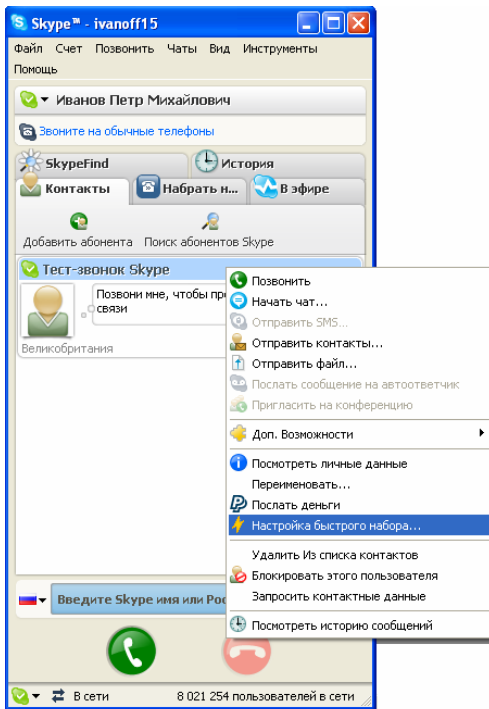 Skype™ - ivanoff15
Файл Счет Позвонить Чаты Вид Инструменты
Помощь
Иванов Петр Михайлович
Звоните на обычные телефоны
SkypeFind История
Контакты Набрать н... В эфире
Добавить абонента Поиск абонентов Skype
Тест-звонок Skype
Позвони мне, чтобы
связи
Великобритания
Позвонить
Начать чат...
Отправить SMS...
Отправить контакты...
Отправить файл...
Послать сообщение на автоответчик
Пригласить на конференцию
Доп. Возможности
Посмотреть личные данные
Переименовать...
Послать деньги
Настройка быстрого набора...
Удалить Из списка контактов
Блокировать этого пользователя
Запросить контактные данные
Посмотреть историю сообщений
Введите Skype имя или
В сети 8 021 254 пользователей в сети